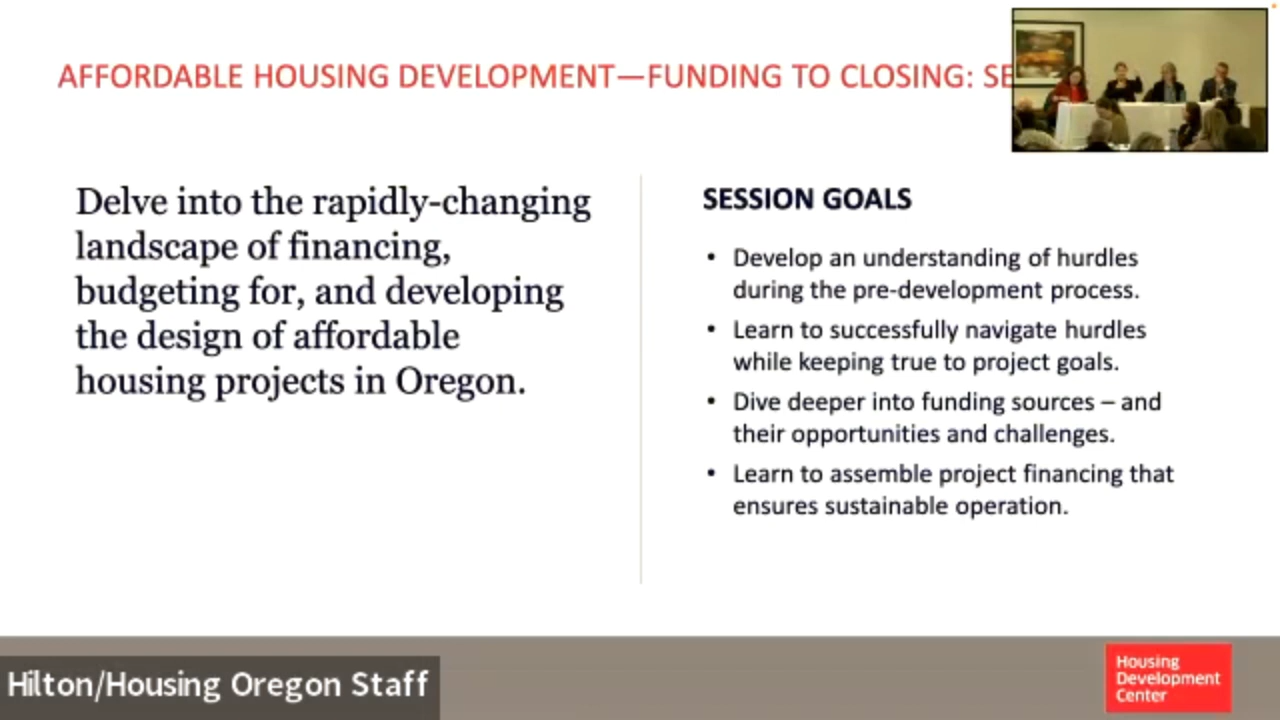 AFFORDABLE HOUSING DEVELOPMENT—FUNDING TO CLOSING: SE
Delve into the rapidly-changing
landscape of financing,
budgeting for, and developing
the design of affordable
housing projects in Oregon.
SESSION GOALS
• Develop an understanding of hurdles
during the pre-development process.
• Learn to successfully navigate hurdles
while keeping true to project goals.
• Dive deeper into funding sources – and
their opportunities and challenges.
• Learn to assemble project financing that
ensures sustainable operation.
Hilton/Housing Oregon Staff
Housing
Development
Center